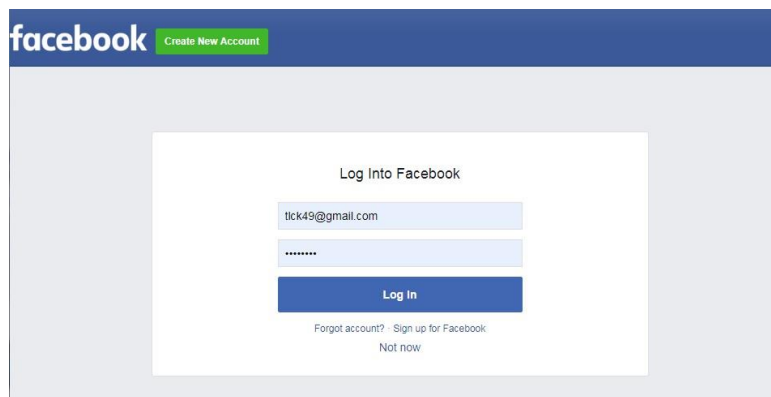 facebook Create New Account
Log Into Facebook
tlck49@gmail.com
••••••••
Log In
Forgot account? · Sign up for Facebook
Not now